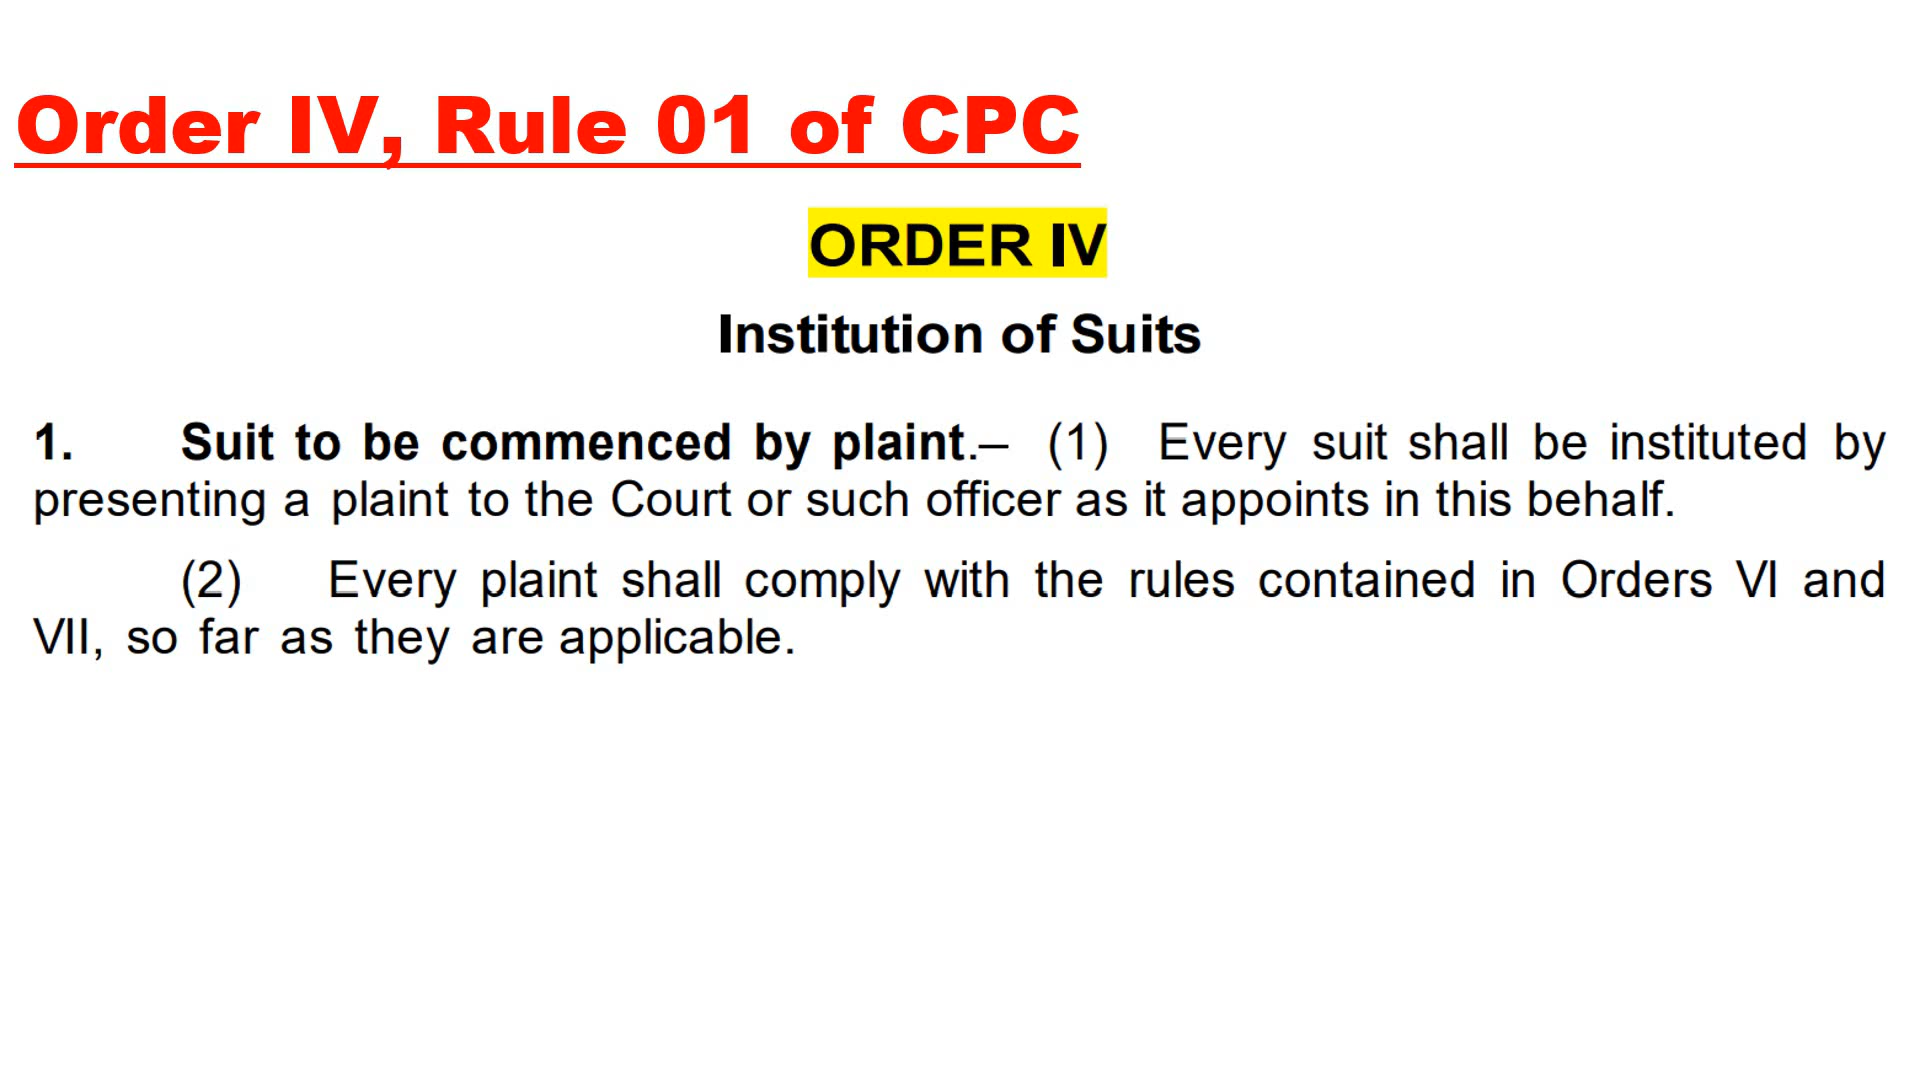 Order IV, Rule 01 of CPC
ORDER IV
Institution of Suits
1. Suit to be commenced by plaint.– (1) Every suit shall be instituted by
presenting a plaint to the Court or such officer as it appoints in this behalf.
(2) Every plaint shall comply with the rules contained in Orders VI and
VII, so far as they are applicable.